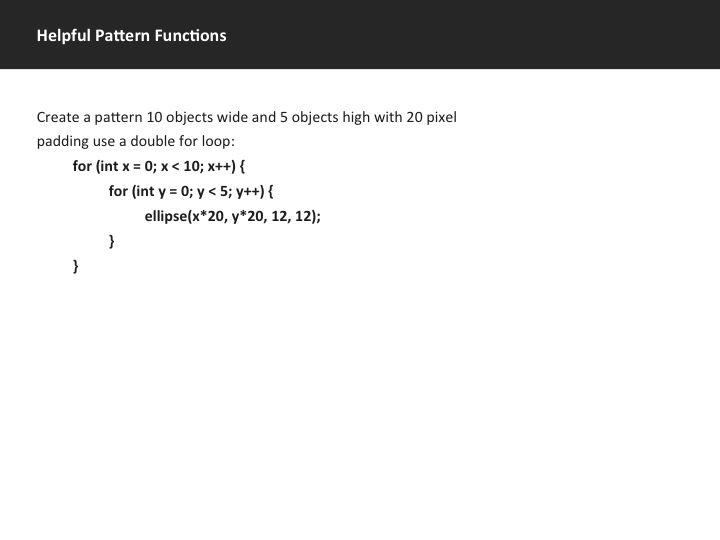 Helpful Pattern Functions
Create a pattern 10 objects wide and 5 objects high with 20 pixel
padding use a double for loop:
for (int x = 0; x < 10; x++) {
for (int y = 0; y < 5; y++) {
ellipse(x*20, y*20, 12, 12);
}
}